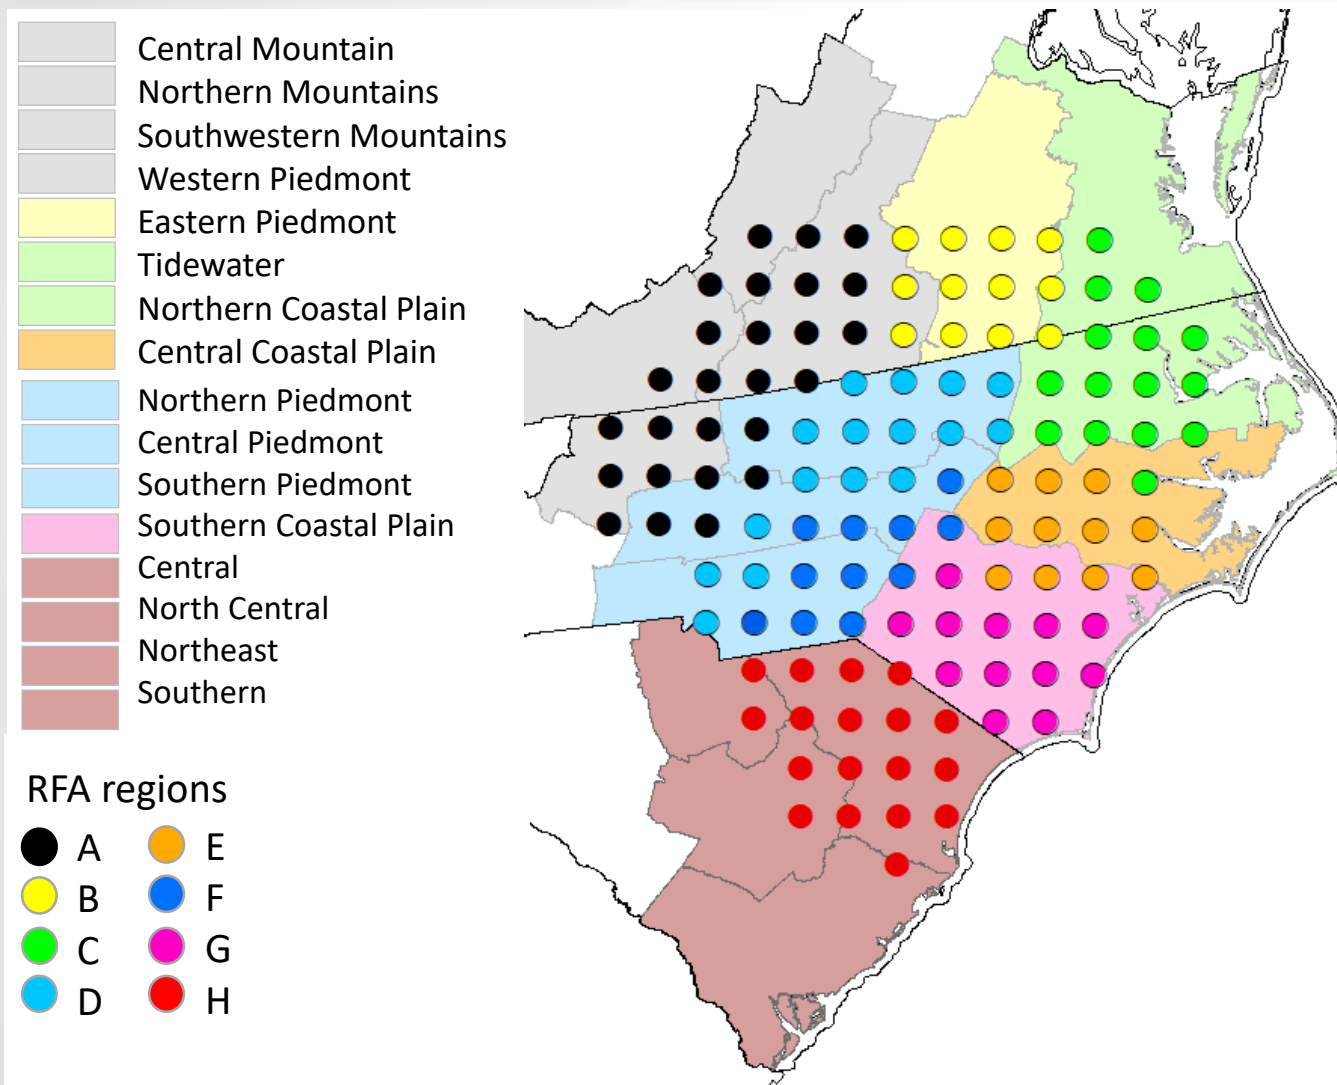 Central Mountain
Northern Mountains
Southwestern Mountains
Western Piedmont
Eastern Piedmont
Tidewater
Northern Coastal Plain
Central Coastal Plain
Northern Piedmont
Central Piedmont
Southern Piedmont
Southern Coastal Plain
Central
North Central
Northeast
Southern
RFA regions
A
E
B
F
C
G
D
H